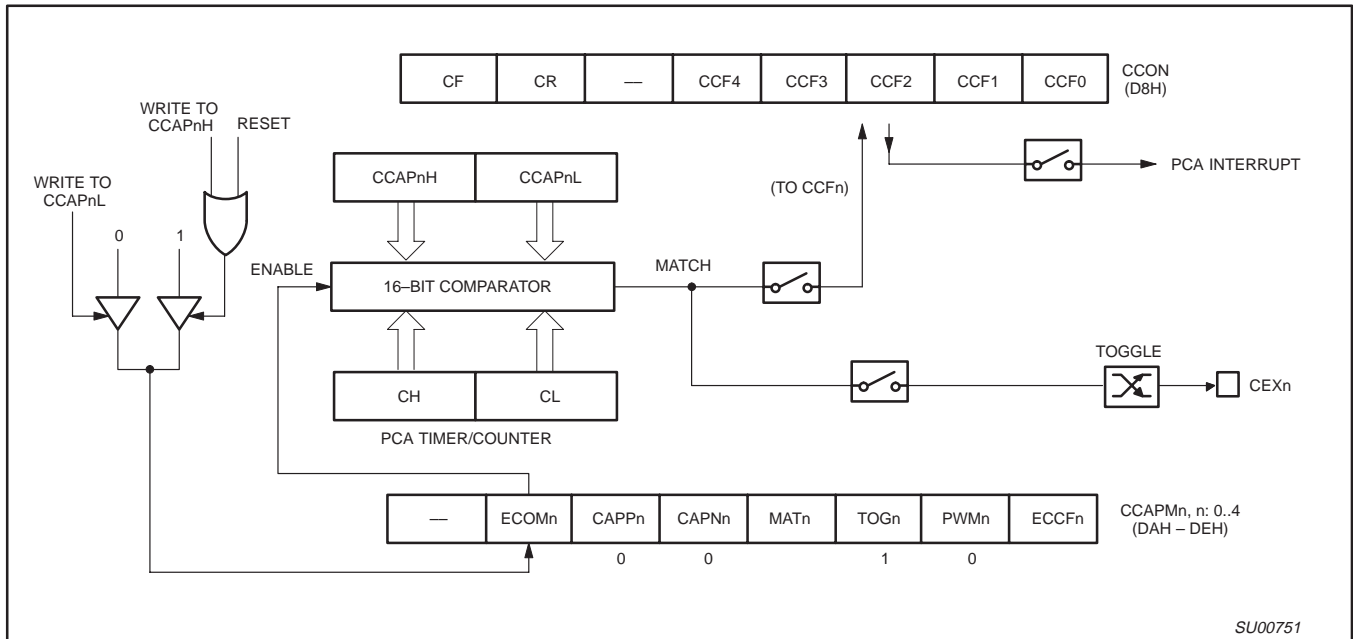 CF CR — CCF4 CCF3 CCF2 CCF1 CCF0
CCON
(D8H)
WRITE TO
CCAPnH
RESET
WRITE TO
CCAPnL
0 1
CCAPnH CCAPnL
(TO CCFn)
PCA INTERRUPT
ENABLE
16–BIT COMPARATOR
MATCH
TOGGLE
CEXn
CH CL
PCA TIMER/COUNTER
— ECOMn CAPPn CAPNn MATn TOGn PWMn ECCFn
CCAPMn, n: 0..4
(DAH – DEH)
0 0 1 0
SU00751